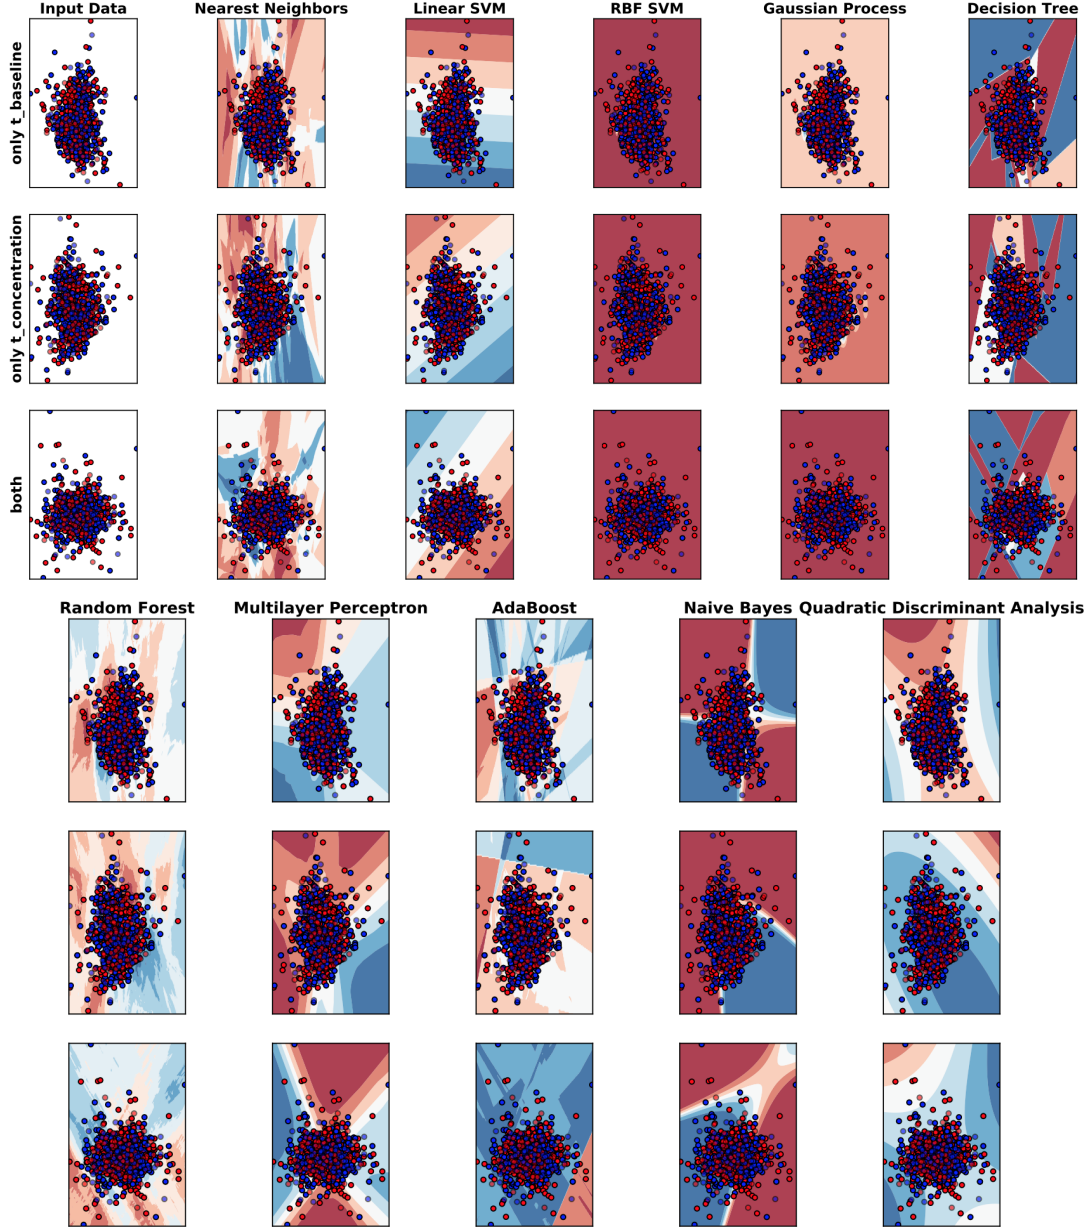 Input Data
Nearest Neighbors
Linear SVM
RBF SVM
Gaussian Process
Decision Tree
only t_baseline
only t_concentration
both
Random Forest
Multilayer Perceptron
AdaBoost
Naive Bayes
Quadratic Discriminant Analysis